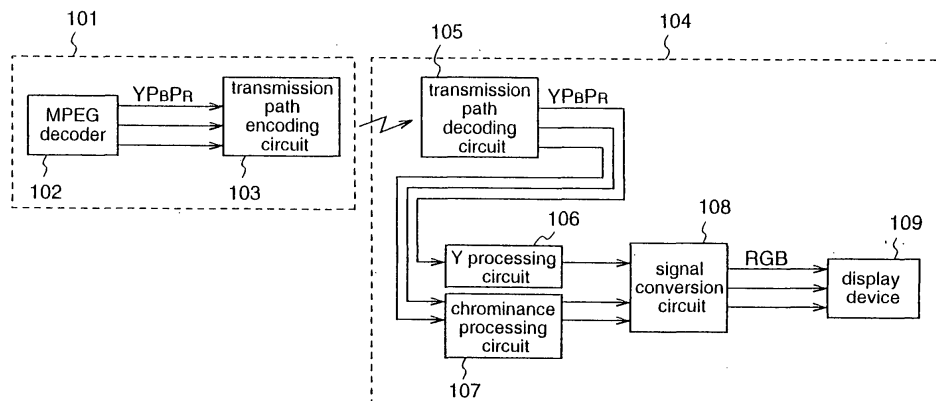 101
104
105
YPBPR
MPEG
decoder
transmission
path
encoding
circuit
102
103
transmission
path
decoding
circuit
YPBPR
106
108
109
Y processing
circuit
signal
conversion
circuit
RGB
display
device
chrominance
processing
circuit
107